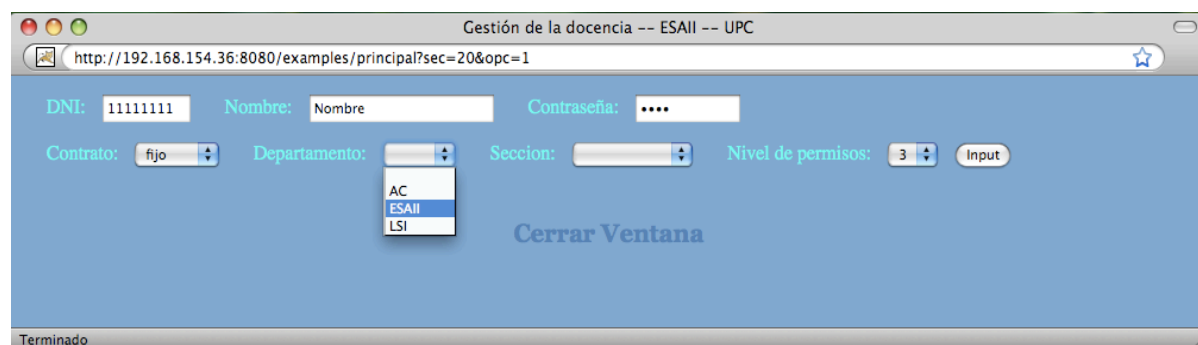 Gestión de la docencia -- ESAII -- UPC
http://192.168.154.36:8080/examples/principal?sec=20&opc=1
DNI: 11111111 Nombre: Nombre Contraseña: ••••
Contrato: fijo Departamento: Seccion: Nivel de permisos: 3 Input
AC
ESAII
LSI
Cerrar Ventana
Terminado